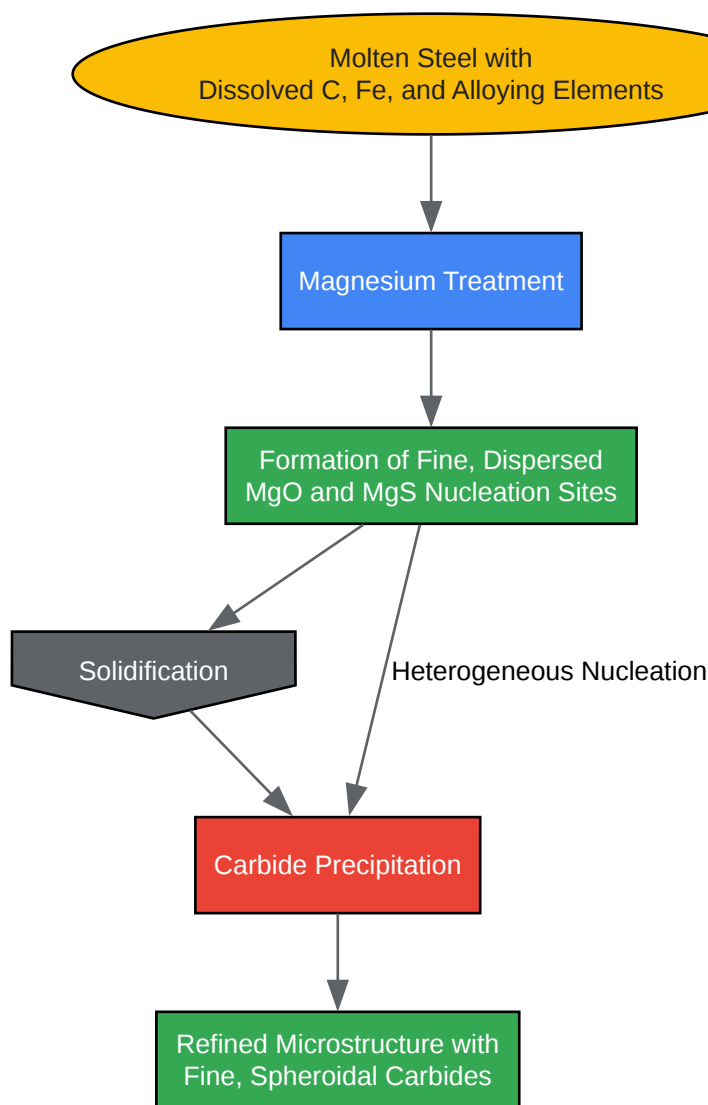 Molten Steel with
Dissolved C, Fe, and Alloying Elements
Magnesium Treatment
Formation of Fine, Dispersed
MgO and MgS Nucleation Sites
Solidification
Heterogeneous Nucleation
Carbide Precipitation
Refined Microstructure with
Fine, Spheroidal Carbides